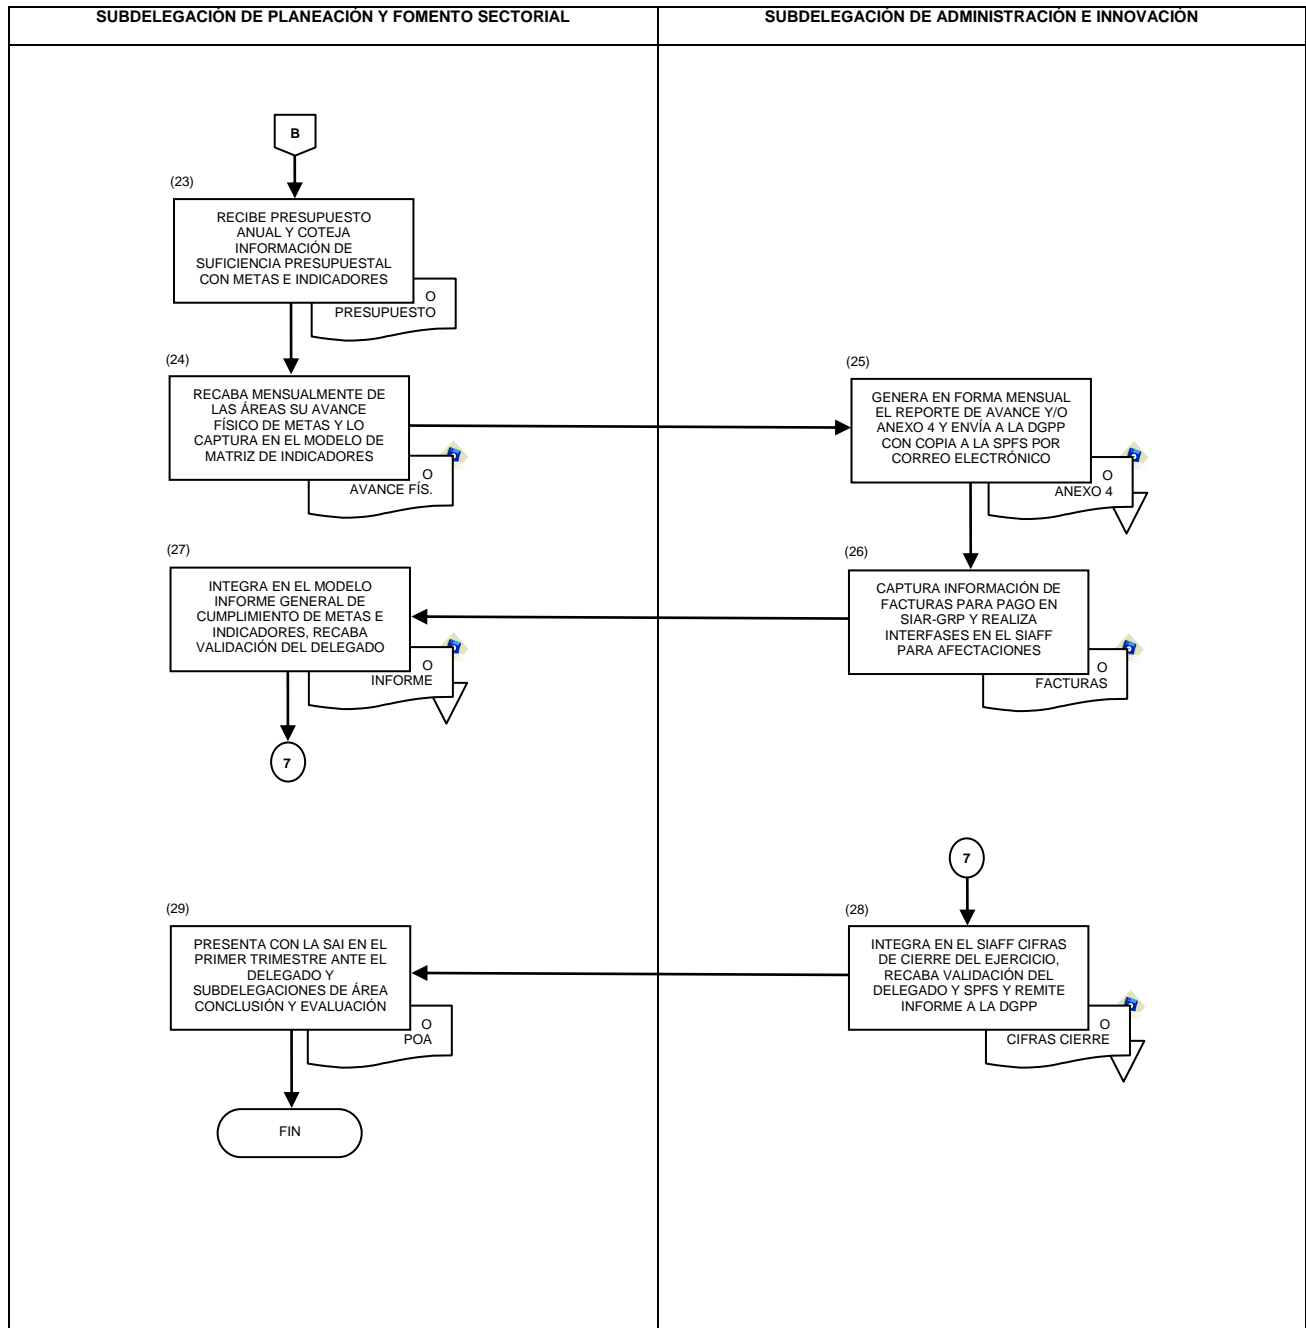 SUBDELEGACIÓN DE PLANEACIÓN Y FOMENTO SECTORIAL
SUBDELEGACIÓN DE ADMINISTRACIÓN E INNOVACIÓN
B
(23)
RECIBE PRESUPUESTO
ANUAL Y COTEJA
INFORMACIÓN DE
SUFICIENCIA PRESUPUESTAL
CON METAS E INDICADORES
O
PRESUPUESTO
(24)
RECABA MENSUALMENTE DE
LAS ÁREAS SU AVANCE
FÍSICO DE METAS Y LO
CAPTURA EN EL MODELO DE
MATRIZ DE INDICADORES
O
AVANCE FÍS.
(25)
GENERA EN FORMA MENSUAL
EL REPORTE DE AVANCE Y/O
ANEXO 4 Y ENVÍA A LA DGPP
CON COPIA A LA SPFS POR
CORREO ELECTRÓNICO
O
ANEXO 4
(26)
CAPTURA INFORMACIÓN DE
FACTURAS PARA PAGO EN
SIAR-GRP Y REALIZA
INTERFASES EN EL SIAFF
PARA AFECTACIONES
O
FACTURAS
(27)
INTEGRA EN EL MODELO
INFORME GENERAL DE
CUMPLIMIENTO DE METAS E
INDICADORES, RECABA
VALIDACIÓN DEL DELEGADO
O
INFORME
7
7
(28)
INTEGRA EN EL SIAFF CIFRAS
DE CIERRE DEL EJERCICIO,
RECABA VALIDACIÓN DEL
DELEGADO Y SPFS Y REMITE
INFORME A LA DGPP
O
CIFRAS CIERRE
(29)
PRESENTA CON LA SAI EN EL
PRIMER TRIMESTRE ANTE EL
DELEGADO Y
SUBDELEGACIONES DE ÁREA
CONCLUSIÓN Y EVALUACIÓN
O
POA
FIN